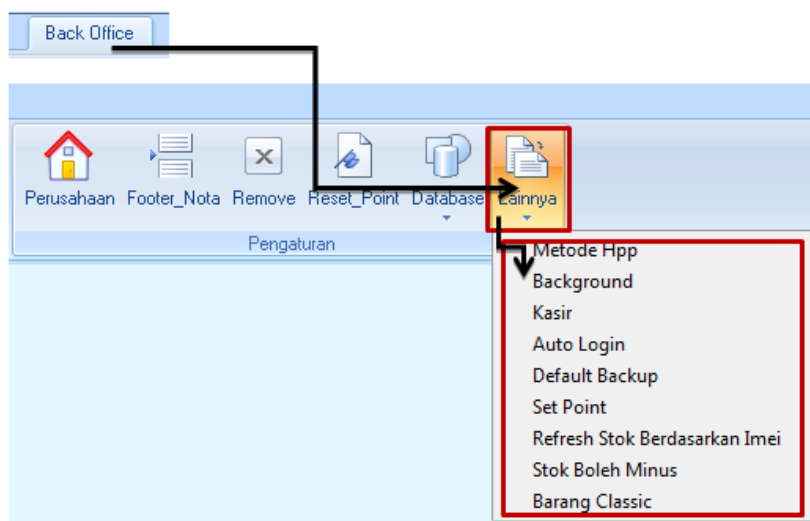 Back Office
Perusahaan Footer_Nota Remove Reset_Point Database Lainnya
Pengaturan
Metode Hpp
Background
Kasir
Auto Login
Default Backup
Set Point
Refresh Stok Berdasarkan Imei
Stok Boleh Minus
Barang Classic